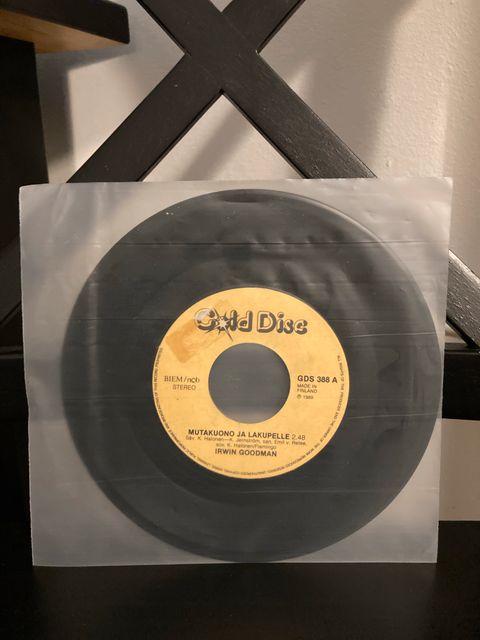 Gold Disc
BIEM/ncb
STEREO
GDS 388 A
MADE IN
FINLAND
℗ 1989
MUTAKUONO JA LAKUPELLE 2.48
Säv. K. Halonen—K. Jernström, san. Emil v. Retee,
sov. K. Halonen/Flamingo
IRWIN GOODMAN